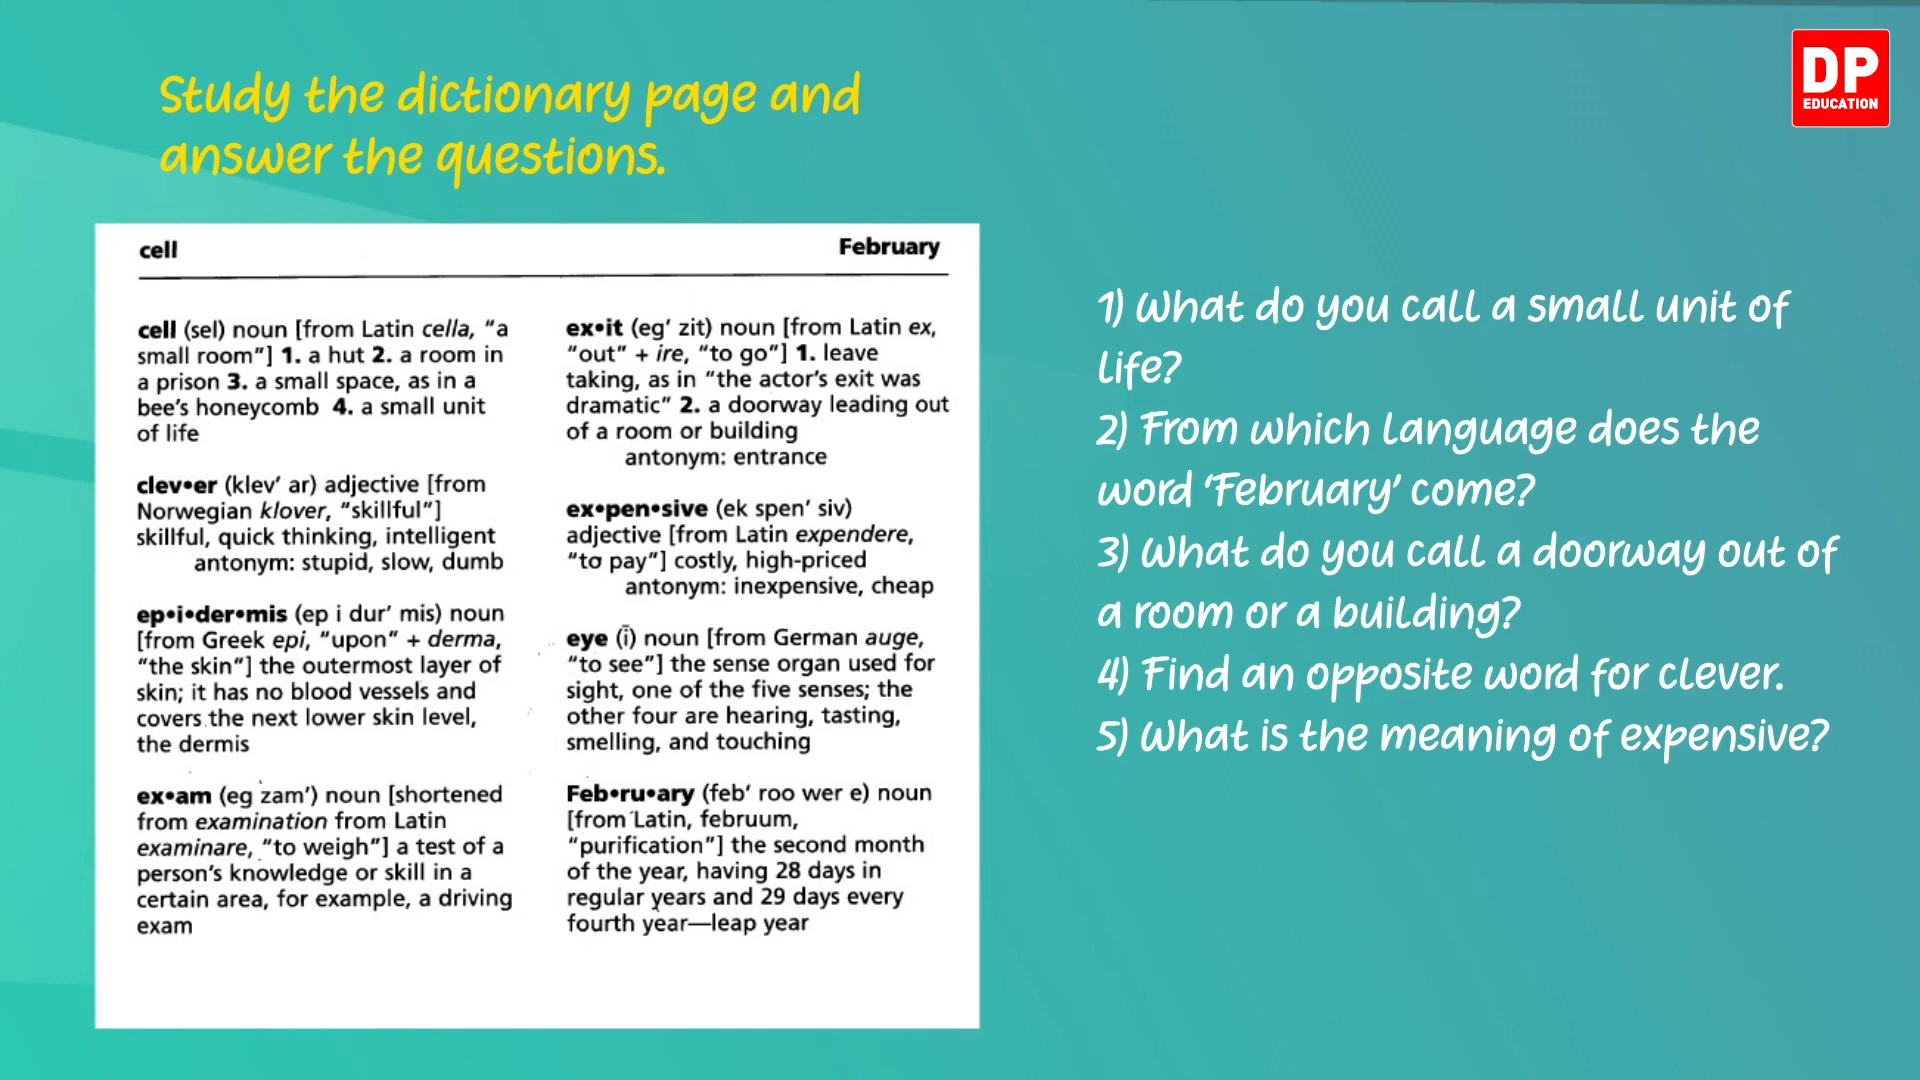 Study the dictionary page and
answer the questions.
DP
EDUCATION
cell
February
cell (sel) noun [from Latin cella, “a
small room”] 1. a hut 2. a room in
a prison 3. a small space, as in a
bee’s honeycomb 4. a small unit
of life
clev•er (klev′ ar) adjective [from
Norwegian klover, “skillful”]
skillful, quick thinking, intelligent
antonym: stupid, slow, dumb
ep•i•der•mis (ep i dur′ mis) noun
[from Greek epi, “upon” + derma,
“the skin”] the outermost layer of
skin; it has no blood vessels and
covers the next lower skin level,
the dermis
ex•am (eg zam′) noun [shortened
from examination from Latin
examinare, “to weigh”] a test of a
person’s knowledge or skill in a
certain area, for example, a driving
exam
ex•it (eg′ zit) noun [from Latin ex,
“out” + ire, “to go”] 1. leave
taking, as in “the actor’s exit was
dramatic” 2. a doorway leading out
of a room or building
antonym: entrance
ex•pen•sive (ek spen′ siv)
adjective [from Latin expendere,
“to pay”] costly, high-priced
antonym: inexpensive, cheap
eye (ī) noun [from German auge,
“to see”] the sense organ used for
sight, one of the five senses; the
other four are hearing, tasting,
smelling, and touching
Feb•ru•ary (feb′ roo wer e) noun
[from Latin, februum,
“purification”] the second month
of the year, having 28 days in
regular years and 29 days every
fourth year—leap year
1) What do you call a small unit of
life?
2) From which language does the
word ‘February’ come?
3) What do you call a doorway out of
a room or a building?
4) Find an opposite word for clever.
5) What is the meaning of expensive?